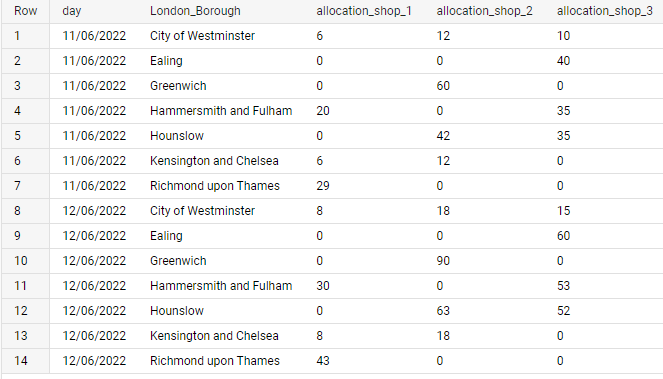 Row day London_Borough allocation_shop_1 allocation_shop_2 allocation_shop_3
1 11/06/2022 City of Westminster 6 12 10
2 11/06/2022 Ealing 0 0 40
3 11/06/2022 Greenwich 0 60 0
4 11/06/2022 Hammersmith and Fulham 20 0 35
5 11/06/2022 Hounslow 0 42 35
6 11/06/2022 Kensington and Chelsea 6 12 0
7 11/06/2022 Richmond upon Thames 29 0 0
8 12/06/2022 City of Westminster 8 18 15
9 12/06/2022 Ealing 0 0 60
10 12/06/2022 Greenwich 0 90 0
11 12/06/2022 Hammersmith and Fulham 30 0 53
12 12/06/2022 Hounslow 0 63 52
13 12/06/2022 Kensington and Chelsea 8 18 0
14 12/06/2022 Richmond upon Thames 43 0 0